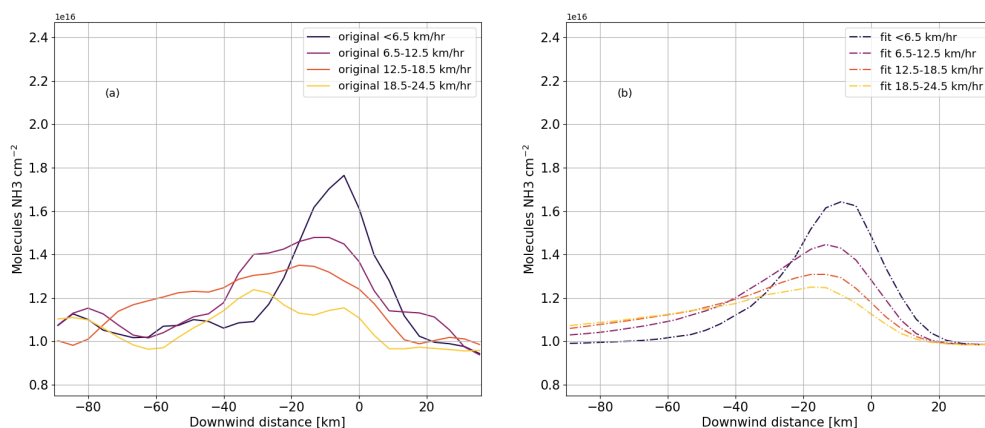 1e16
2.4
2.2
2.0
1.8
1.6
1.4
1.2
1.0
0.8
Molecules NH3 cm−2
−80
−60
−40
−20
0
20
Downwind distance [km]
(a)
original <6.5 km/hr
original 6.5-12.5 km/hr
original 12.5-18.5 km/hr
original 18.5-24.5 km/hr
1e16
2.4
2.2
2.0
1.8
1.6
1.4
1.2
1.0
0.8
Molecules NH3 cm−2
−80
−60
−40
−20
0
20
Downwind distance [km]
(b)
fit <6.5 km/hr
fit 6.5-12.5 km/hr
fit 12.5-18.5 km/hr
fit 18.5-24.5 km/hr